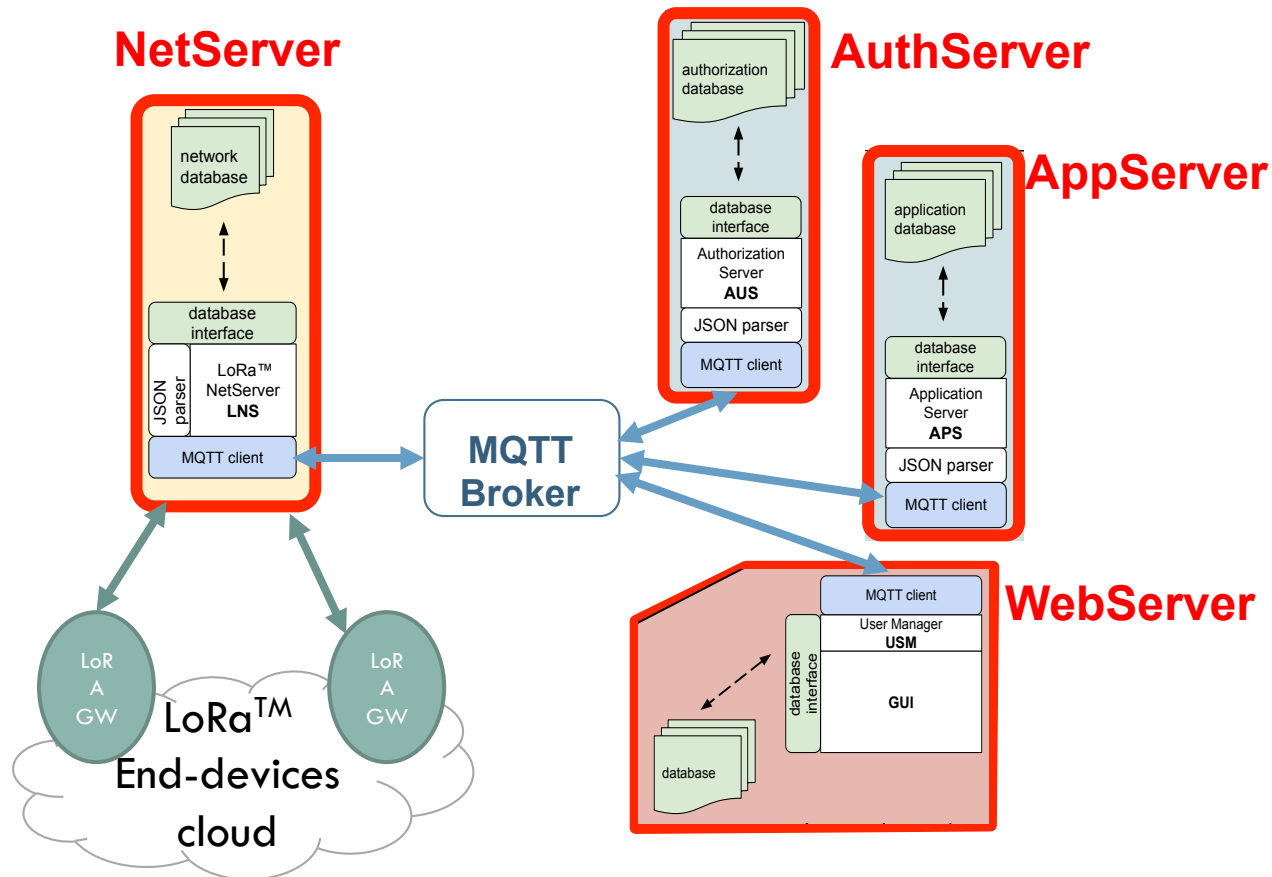 NetServer
network
database
database
interface
JSON
parser
LoRa™
NetServer
LNS
MQTT client
LoR
A
GW
LoR
A
GW
LoRa™
End-devices
cloud
MQTT
Broker
AuthServer
authorization
database
database
interface
Authorization
Server
AUS
JSON parser
MQTT client
AppServer
application
database
database
interface
Application
Server
APS
JSON parser
MQTT client
WebServer
MQTT client
User Manager
USM
database
interface
GUI
database